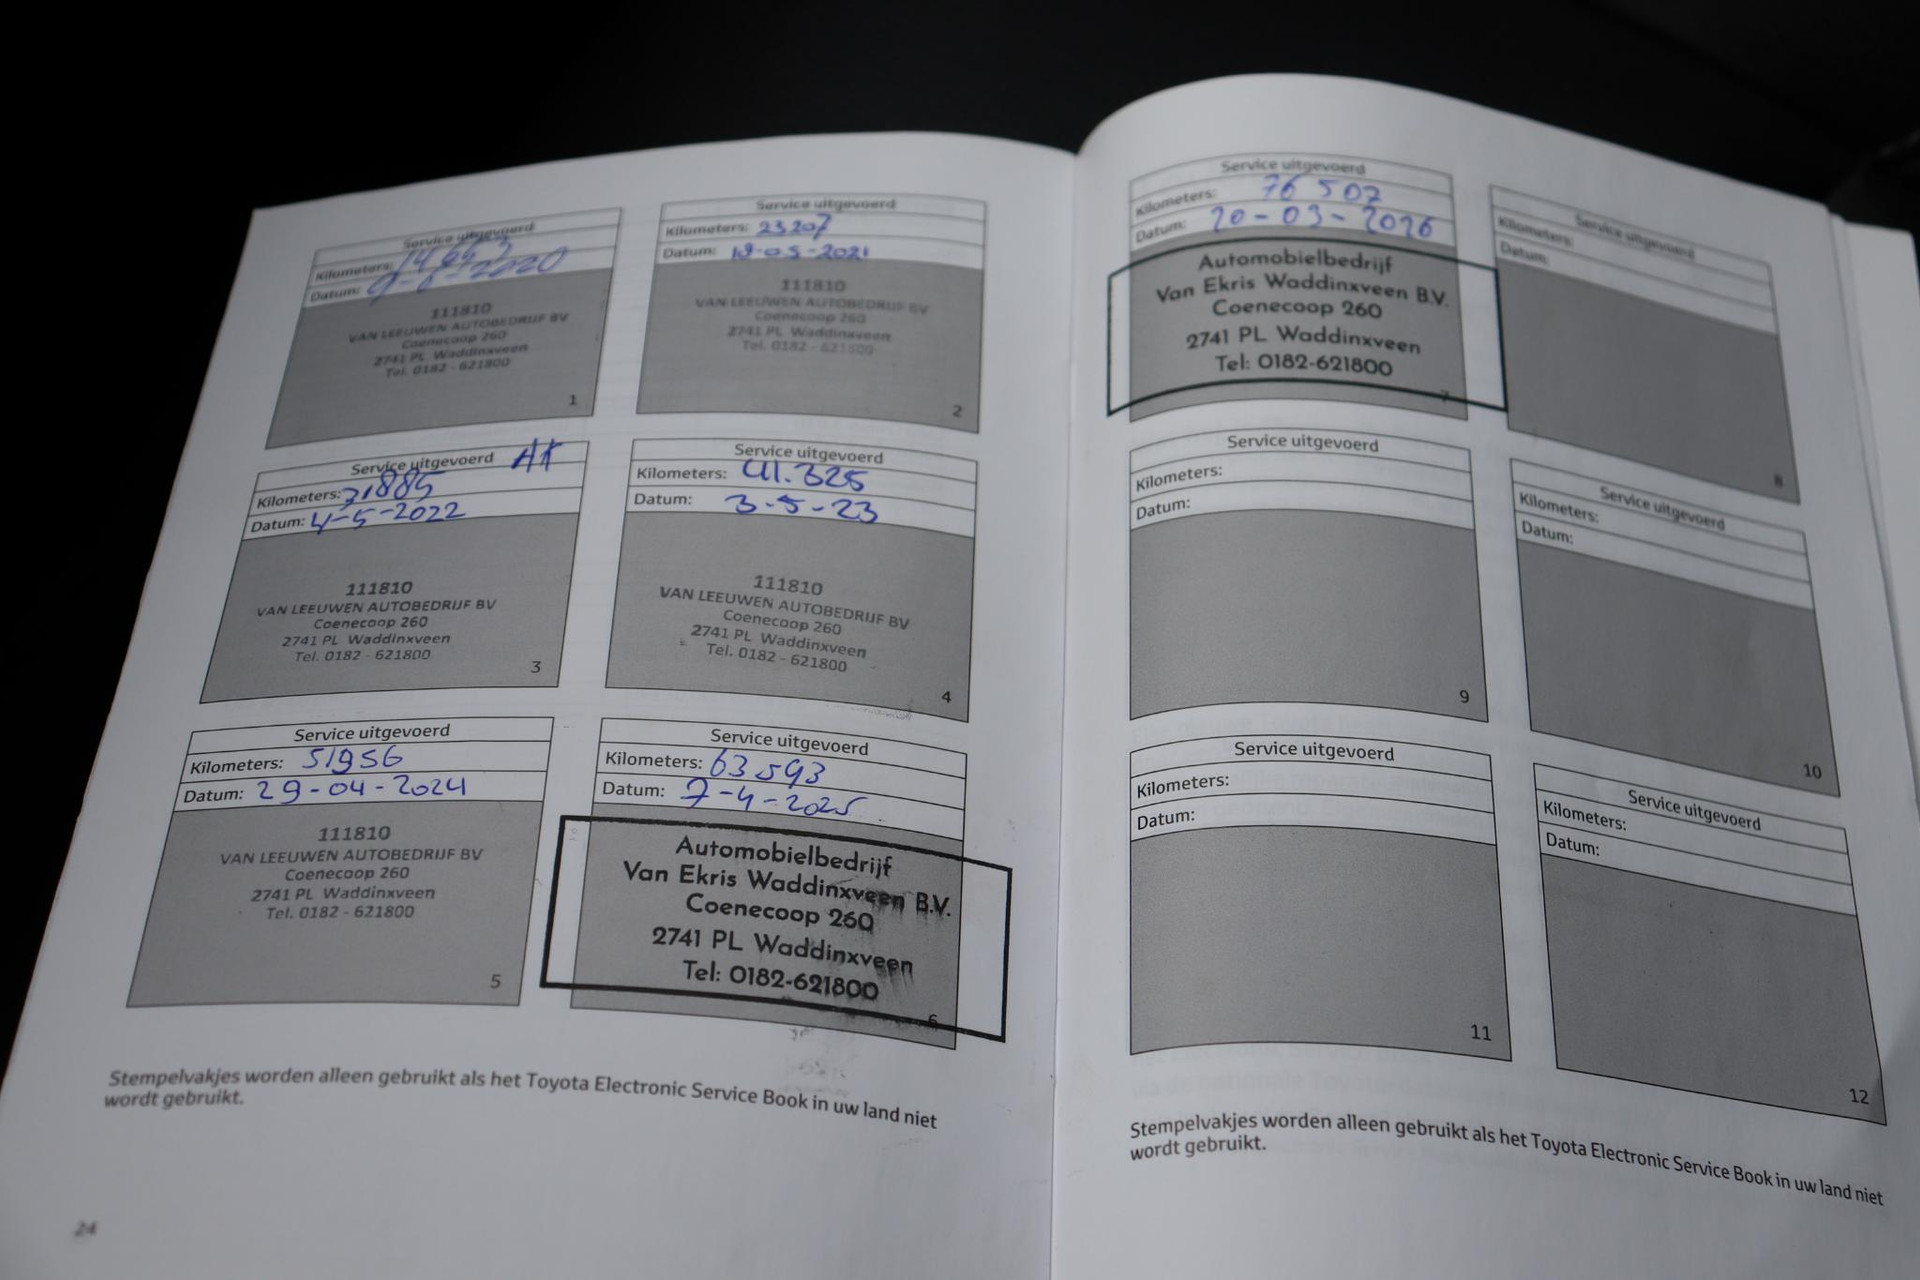 Service uitgevoerd
Kilometers:
Datum: 2020
111810
VAN LEEUWEN AUTOBEDRIJF BV
Coenecoop 260
2741 PL Waddinxveen
Tel. 0182 - 621800
1
Service uitgevoerd
Kilometers: 23207
Datum: 2021
111810
VAN LEEUWEN AUTOBEDRIJF BV
Coenecoop 260
2741 PL Waddinxveen
Tel. 0182 - 621800
2
Service uitgevoerd
Kilometers: 31885
Datum: 4-5-2022
111810
VAN LEEUWEN AUTOBEDRIJF BV
Coenecoop 260
2741 PL Waddinxveen
Tel. 0182 - 621800
3
Service uitgevoerd
Kilometers: 41.325
Datum: 3-5-23
111810
VAN LEEUWEN AUTOBEDRIJF BV
Coenecoop 260
2741 PL Waddinxveen
Tel. 0182 - 621800
4
Service uitgevoerd
Kilometers: 51956
Datum: 29-04-2024
111810
VAN LEEUWEN AUTOBEDRIJF BV
Coenecoop 260
2741 PL Waddinxveen
Tel. 0182 - 621800
5
Service uitgevoerd
Kilometers: 63593
Datum: 7-4-2025
Automobielbedrijf
Van Ekris Waddinxveen B.V.
Coenecoop 260
2741 PL Waddinxveen
Tel: 0182-621800
6
Stempelvakjes worden alleen gebruikt als het Toyota Electronic Service Book in uw land niet
wordt gebruikt.
24
Service uitgevoerd
Kilometers: 76507
Datum: 20-03-2026
Automobielbedrijf
Van Ekris Waddinxveen B.V.
Coenecoop 260
2741 PL Waddinxveen
Tel: 0182-621800
7
Service uitgevoerd
Kilometers:
Datum:
8
Service uitgevoerd
Kilometers:
Datum:
9
Service uitgevoerd
Kilometers:
Datum:
10
Service uitgevoerd
Kilometers:
Datum:
11
Service uitgevoerd
Kilometers:
Datum:
12
Stempelvakjes worden alleen gebruikt als het Toyota Electronic Service Book in uw land niet
wordt gebruikt.